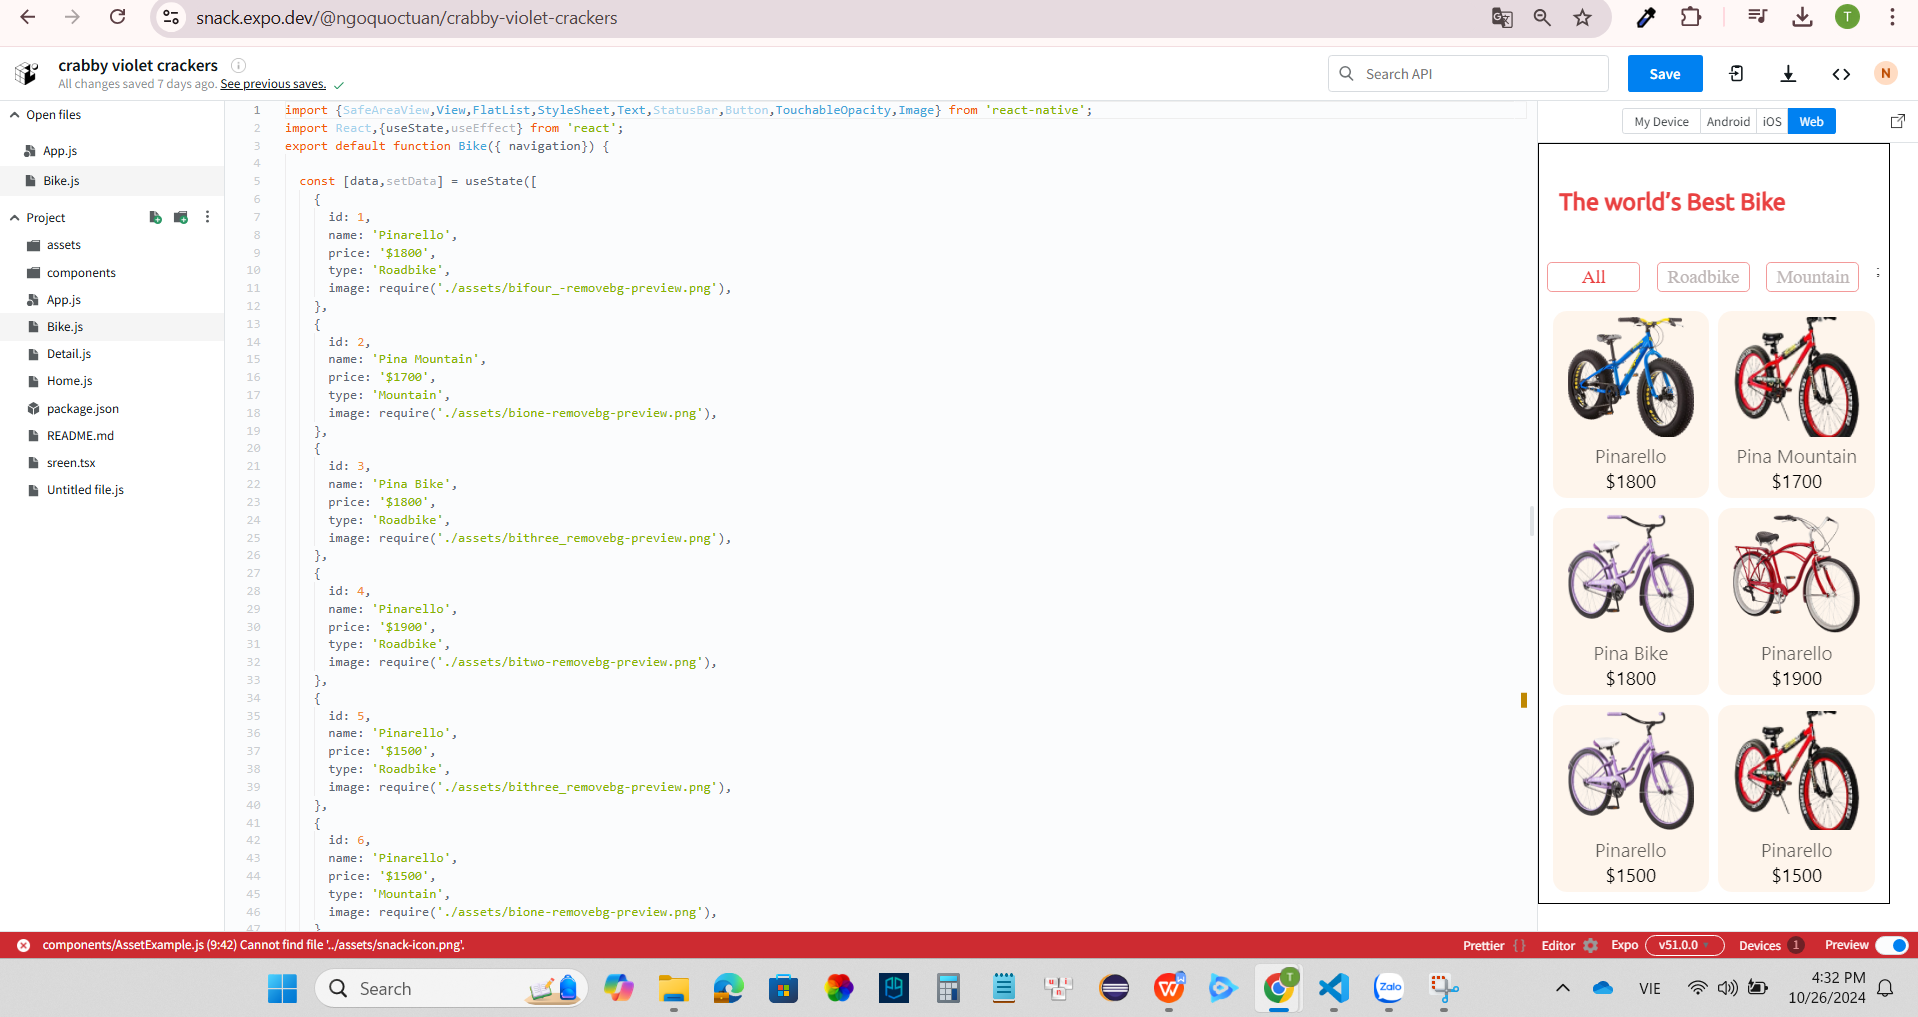 snack.expo.dev/@ngoquoctuan/crabby-violet-crackers
T
crabby violet crackers
All changes saved 7 days ago. See previous saves.
Search API
Save
N
Open files
App.js
Bike.js
Project
assets
components
App.js
Bike.js
Detail.js
Home.js
package.json
README.md
sreen.tsx
Untitled file.js
1 import {SafeAreaView,View,FlatList,StyleSheet,Text,StatusBar,Button,TouchableOpacity,Image} from 'react-native';
2 import React,{useState,useEffect} from 'react';
3 export default function Bike({ navigation}) {
4
5 const [data,setData] = useState([
6 {
7 id: 1,
8 name: 'Pinarello',
9 price: '$1800',
10 type: 'Roadbike',
11 image: require('./assets/bifour_-removebg-preview.png'),
12 },
13 {
14 id: 2,
15 name: 'Pina Mountain',
16 price: '$1700',
17 type: 'Mountain',
18 image: require('./assets/bione-removebg-preview.png'),
19 },
20 {
21 id: 3,
22 name: 'Pina Bike',
23 price: '$1800',
24 type: 'Roadbike',
25 image: require('./assets/bithree_removebg-preview.png'),
26 },
27 {
28 id: 4,
29 name: 'Pinarello',
30 price: '$1900',
31 type: 'Roadbike',
32 image: require('./assets/bitwo-removebg-preview.png'),
33 },
34 {
35 id: 5,
36 name: 'Pinarello',
37 price: '$1500',
38 type: 'Roadbike',
39 image: require('./assets/bithree_removebg-preview.png'),
40 },
41 {
42 id: 6,
43 name: 'Pinarello',
44 price: '$1500',
45 type: 'Mountain',
46 image: require('./assets/bione-removebg-preview.png'),
47 }
My Device Android iOS Web
The world's Best Bike
All Roadbike Mountain :
Pinarello Pina Mountain
$1800 $1700
Pina Bike Pinarello
$1800 $1900
Pinarello Pinarello
$1500 $1500
components/AssetExample.js (9:42) Cannot find file '../assets/snack-icon.png'.
Prettier { } Editor Expo v51.0.0 Devices 1 Preview
Search
Zalo
VIE
4:32 PM
10/26/2024